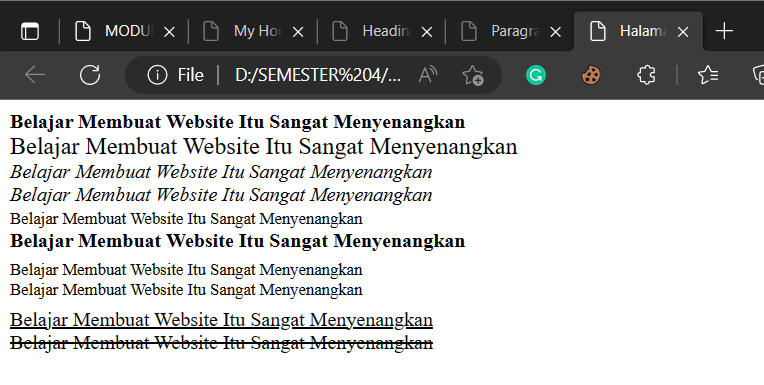 MODU
My Ho
Headin
Paragra
Halama
File
D:/SEMESTER%204/...
Belajar Membuat Website Itu Sangat Menyenangkan
Belajar Membuat Website Itu Sangat Menyenangkan
Belajar Membuat Website Itu Sangat Menyenangkan
Belajar Membuat Website Itu Sangat Menyenangkan
Belajar Membuat Website Itu Sangat Menyenangkan
Belajar Membuat Website Itu Sangat Menyenangkan
Belajar Membuat Website Itu Sangat Menyenangkan
Belajar Membuat Website Itu Sangat Menyenangkan
Belajar Membuat Website Itu Sangat Menyenangkan
Belajar Membuat Website Itu Sangat Menyenangkan